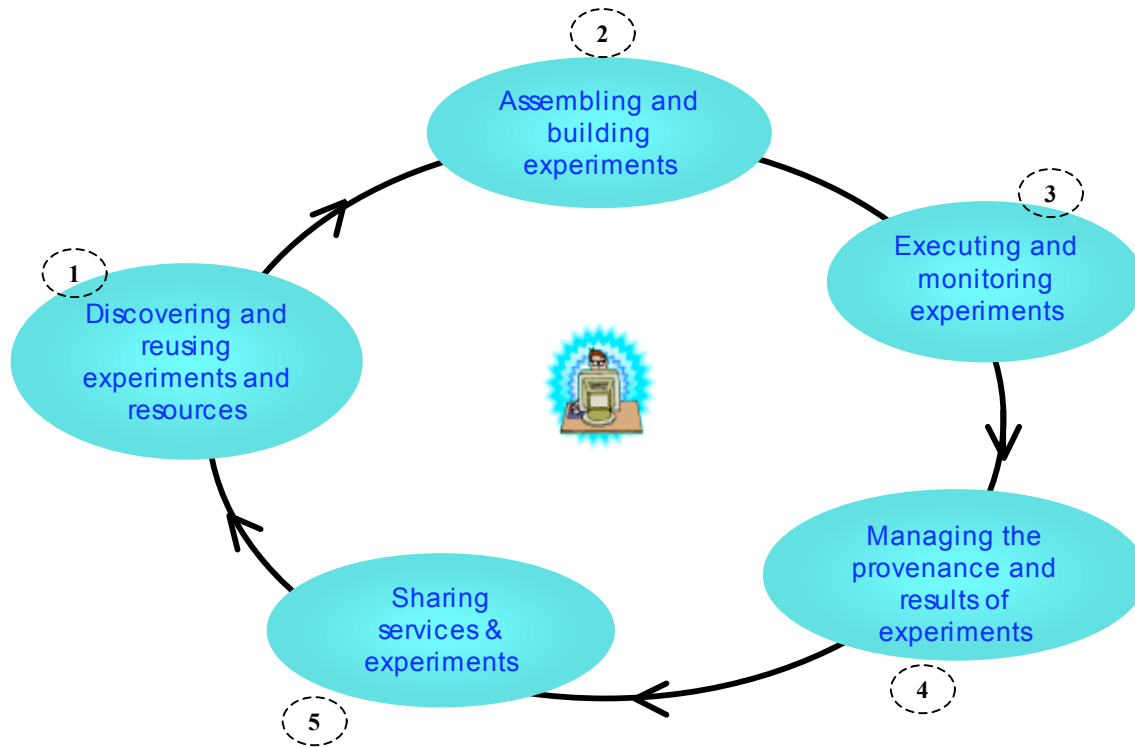 1
Discovering and
reusing
experiments and
resources
2
Assembling and
building
experiments
3
Executing and
monitoring
experiments
4
Managing the
provenance and
results of
experiments
5
Sharing
services &
experiments